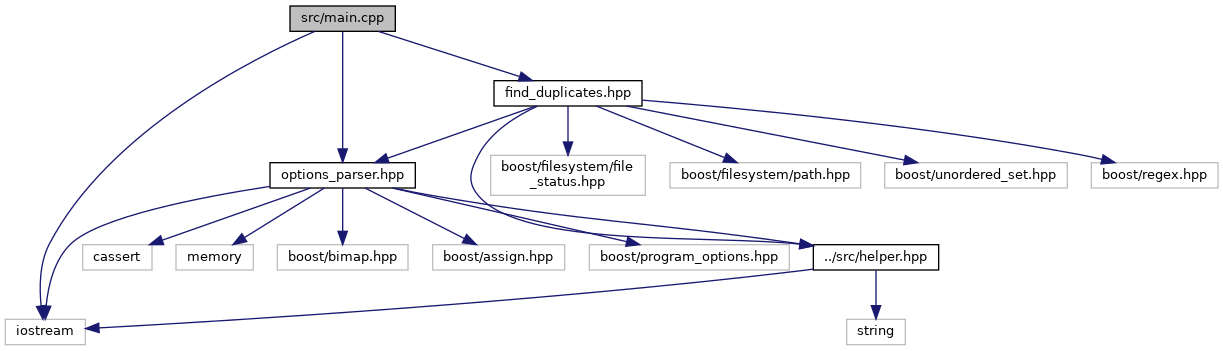 src/main.cpp
find_duplicates.hpp
options_parser.hpp
boost/filesystem/file
_status.hpp
boost/filesystem/path.hpp
boost/unordered_set.hpp
boost/regex.hpp
cassert
memory
boost/bimap.hpp
boost/assign.hpp
boost/program_options.hpp
../src/helper.hpp
iostream
string